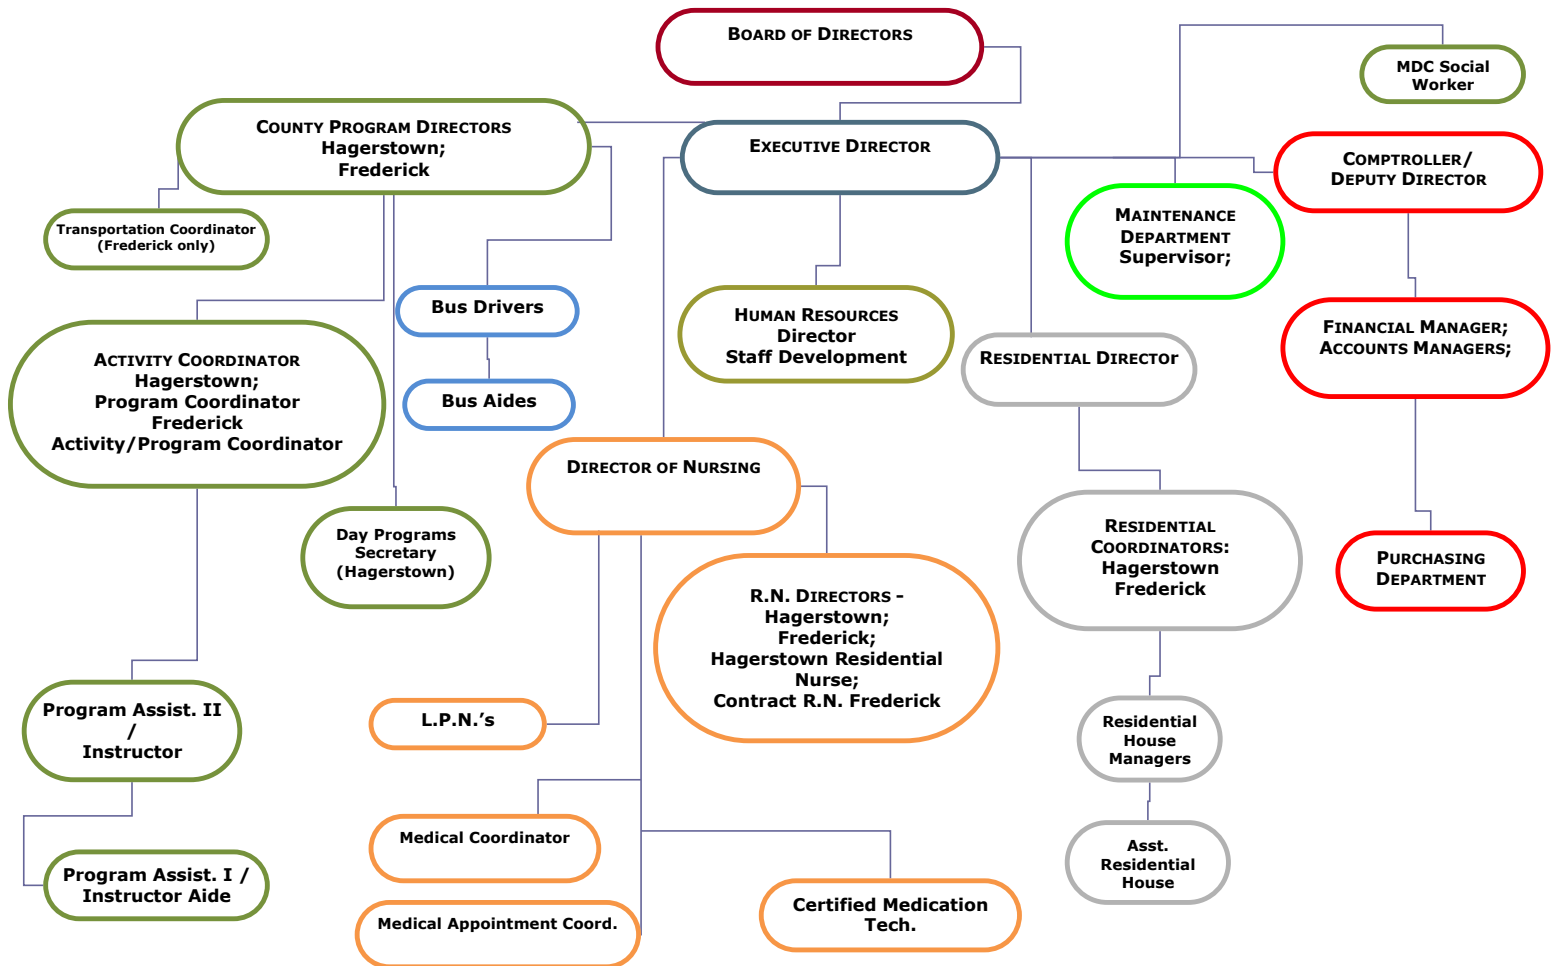 BOARD OF DIRECTORS
MDC Social
Worker
COUNTY PROGRAM DIRECTORS
Hagerstown;
Frederick
EXECUTIVE DIRECTOR
COMPTROLLER/
DEPUTY DIRECTOR
Transportation Coordinator
(Frederick only)
MAINTENANCE
DEPARTMENT
Supervisor;
Bus Drivers
HUMAN RESOURCES
Director
Staff Development
FINANCIAL MANAGER;
ACCOUNTS MANAGERS;
RESIDENTIAL DIRECTOR
ACTIVITY COORDINATOR
Hagerstown;
Program Coordinator
Frederick
Activity/Program Coordinator
Bus Aides
DIRECTOR OF NURSING
Day Programs
Secretary
(Hagerstown)
RESIDENTIAL
COORDINATORS:
Hagerstown
Frederick
PURCHASING
DEPARTMENT
R.N. DIRECTORS -
Hagerstown;
Frederick;
Hagerstown Residential
Nurse;
Contract R.N. Frederick
Program Assist. II
/
Instructor
L.P.N.’s
Residential
House
Managers
Medical Coordinator
Asst.
Residential
House
Program Assist. I /
Instructor Aide
Medical Appointment Coord.
Certified Medication
Tech.